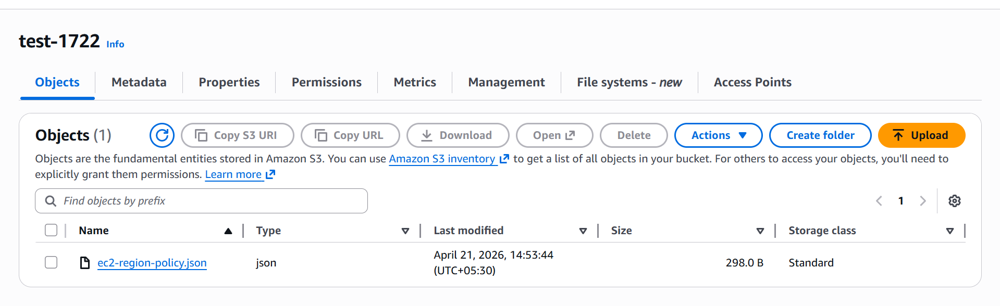 test-1722 Info
Objects Metadata Properties Permissions Metrics Management File systems - new Access Points
Objects (1) Copy S3 URI Copy URL Download Open Delete Actions Create folder Upload
Objects are the fundamental entities stored in Amazon S3. You can use Amazon S3 inventory to get a list of all objects in your bucket. For others to access your objects, you'll need to
explicitly grant them permissions. Learn more
Find objects by prefix
1
Name Type Last modified Size Storage class
ec2-region-policy.json json April 21, 2026, 14:53:44 298.0 B Standard
(UTC+05:30)